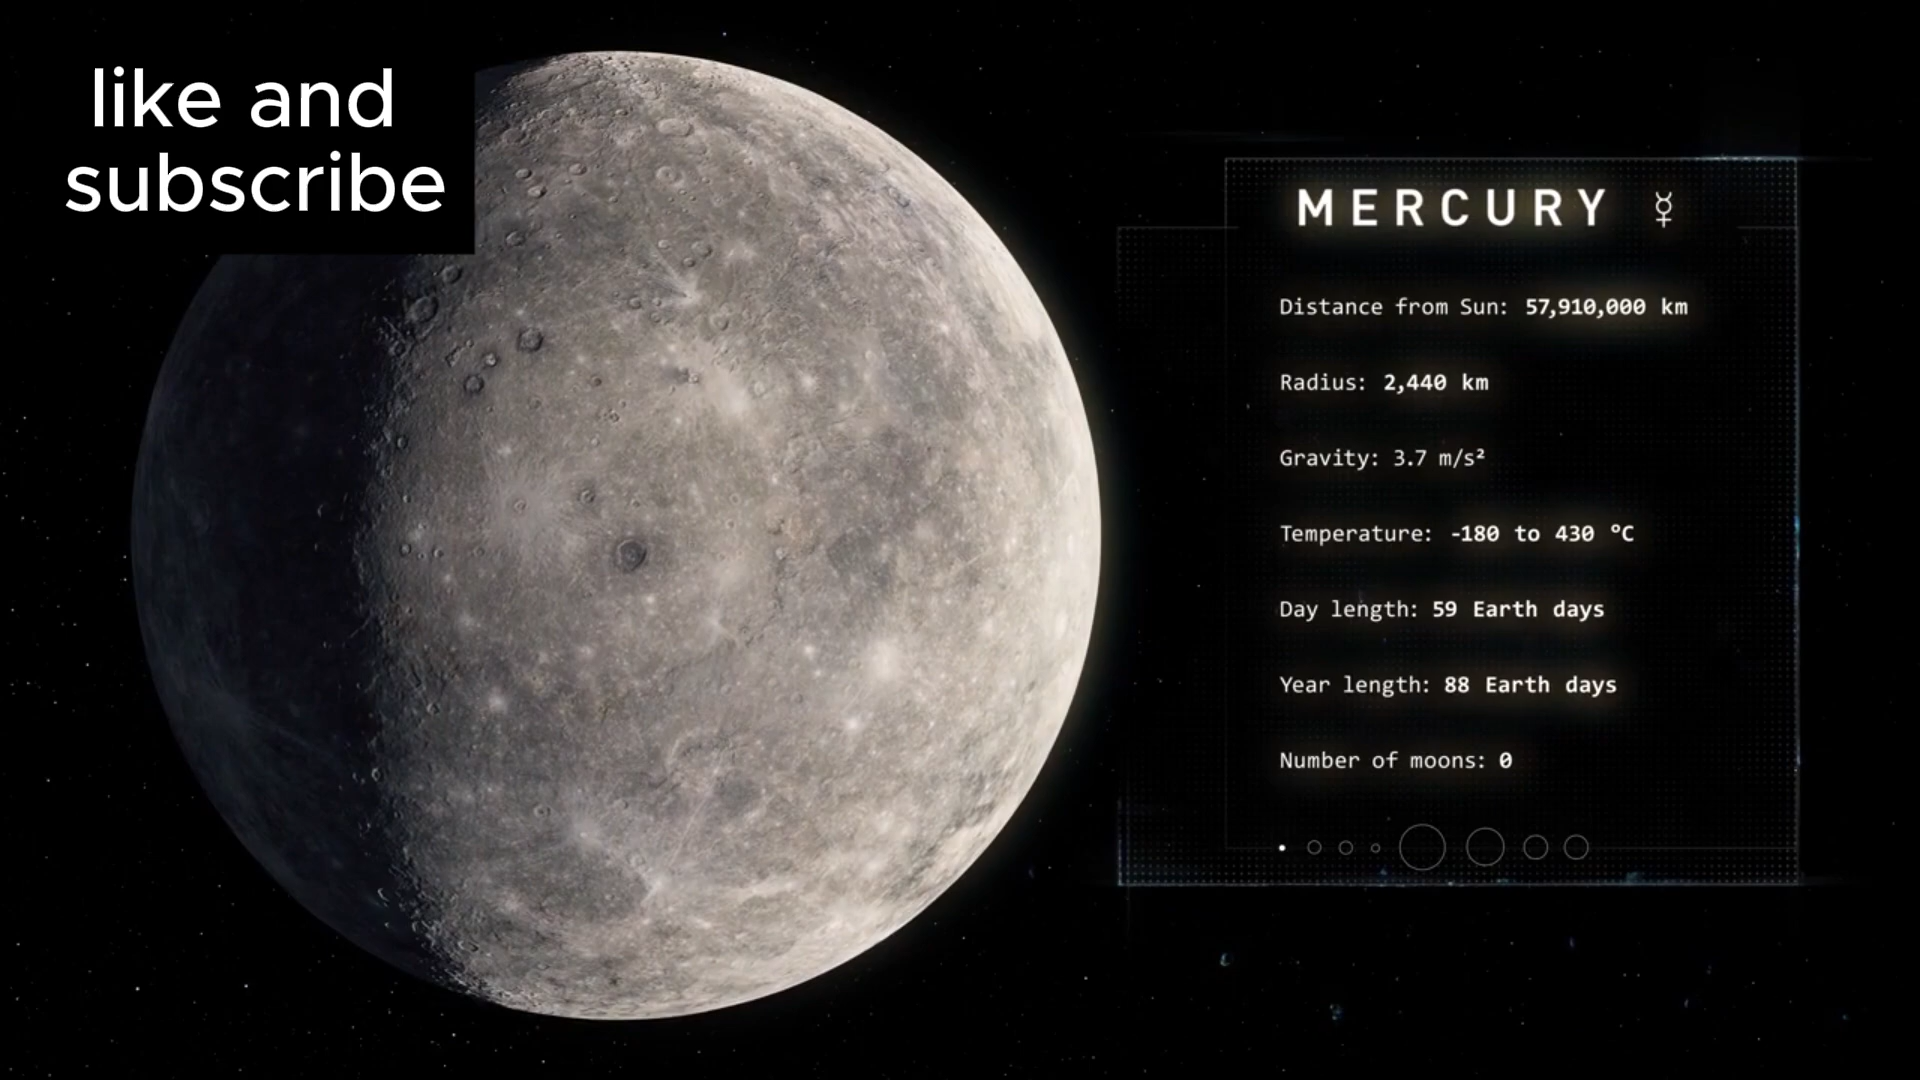 like and
subscribe
MERCURY ☿
Distance from Sun: 57,910,000 km
Radius: 2,440 km
Gravity: 3.7 m/s²
Temperature: -180 to 430 °C
Day length: 59 Earth days
Year length: 88 Earth days
Number of moons: 0